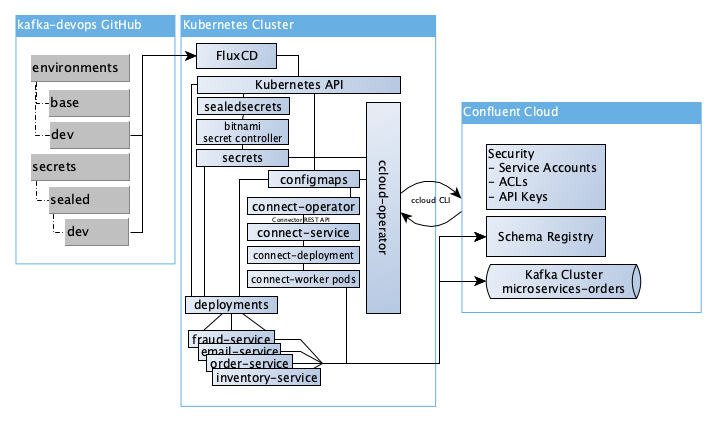 kafka-devops GitHub
environments
base
dev
secrets
sealed
dev
Kubernetes Cluster
FluxCD
Kubernetes API
sealedsecrets
bitnami
secret controller
secrets
configmaps
connect-operator
Connector REST API
connect-service
connect-deployment
connect-worker pods
ccloud-operator
deployments
fraud-service
email-service
order-service
inventory-service
ccloud CLI
Confluent Cloud
Security
- Service Accounts
- ACLs
- API Keys
Schema Registry
Kafka Cluster
microservices-orders